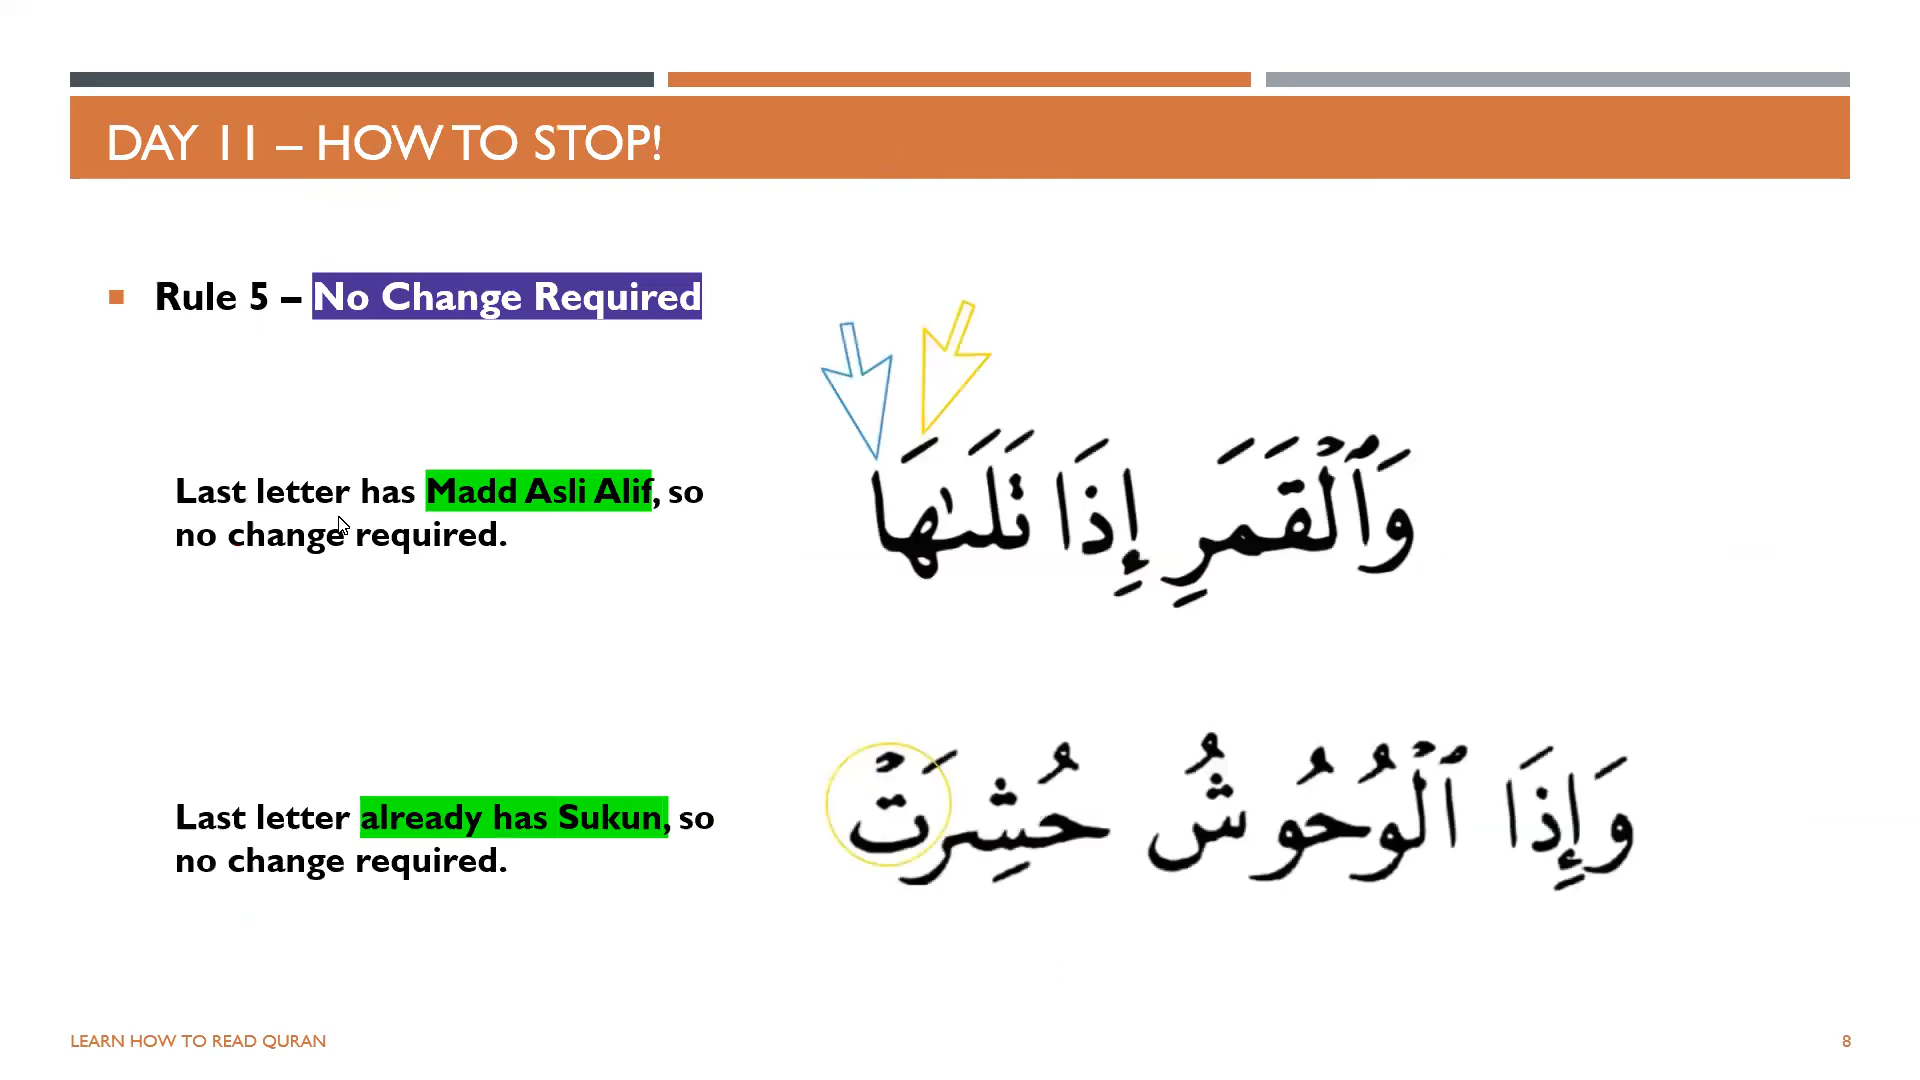 DAY 11 – HOW TO STOP!
Rule 5 – No Change Required
Last letter has Madd Asli Alif, so
no change required.
وَٱلْقَمَرِ إِذَا تَلَىٰهَا
Last letter already has Sukun, so
no change required.
وَإِذَا ٱلْوُحُوشُ حُشِرَتْ
LEARN HOW TO READ QURAN
8